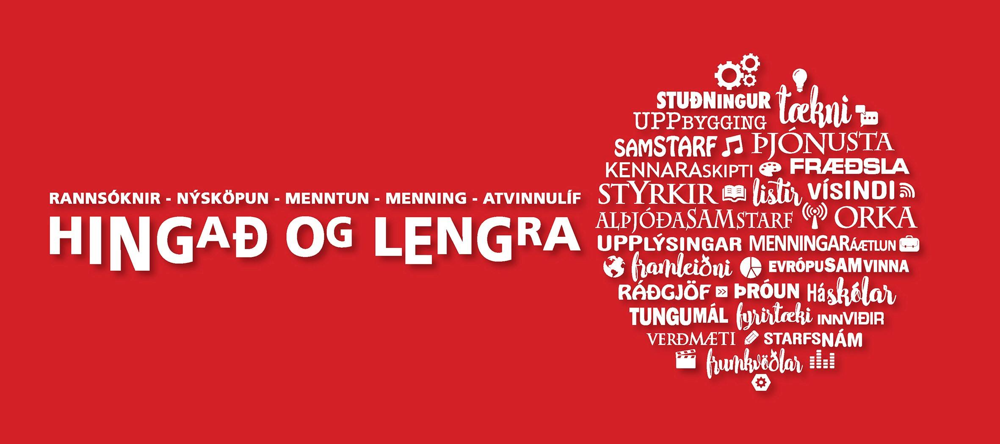 RANNSÓKNIR - NÝSKÖPUN - MENNTUN - MENNING - ATVINNULÍF
HINGAÐ OG LENGRA
STUÐNINGUR tækni
UPPBYGGING
SAMSTARF ÞJÓNUSTA
KENNARASKIPTI FRÆÐSLA
STYRKIR listir VÍSINDI
ALÞJÓÐASAMSTARF ORKA
UPPLÝSINGAR MENNINGARÁÆTLUN
framleiðni EVRÓPUSAMVINNA
RÁÐGJÖF ÞRÓUN Háskólar
TUNGUMÁL fyrirtæki INNVIÐIR
VERÐMÆTI STARFSNÁM
frumkvöðlar